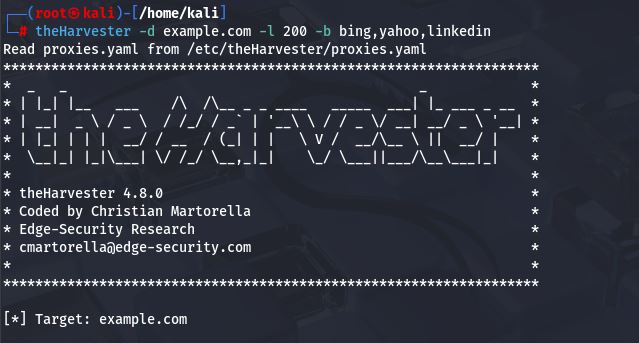 ┌──(root㉿kali)-[/home/kali]
└─# theHarvester -d example.com -l 200 -b bing,yahoo,linkedin
Read proxies.yaml from /etc/theHarvester/proxies.yaml
*******************************************************************
*  _   _                                            _             *
* | |_| |__   ___    /\  /\__ _ _ ____   _____  ___| |_ ___ _ __  *
* | __|  _ \ / _ \  / /_/ / _` | '__\ \ / / _ \/ __| __/ _ \ '__| *
* | |_| | | |  __/ / __  / (_| | |   \ V /  __/\__ \ ||  __/ |    *
*  \__|_| |_|\___| \/ /_/ \__,_|_|    \_/ \___||___/\__\___|_|    *
*                                                                 *
* theHarvester 4.8.0                                              *
* Coded by Christian Martorella                                   *
* Edge-Security Research                                          *
* cmartorella@edge-security.com                                   *
*                                                                 *
*******************************************************************
[*] Target: example.com